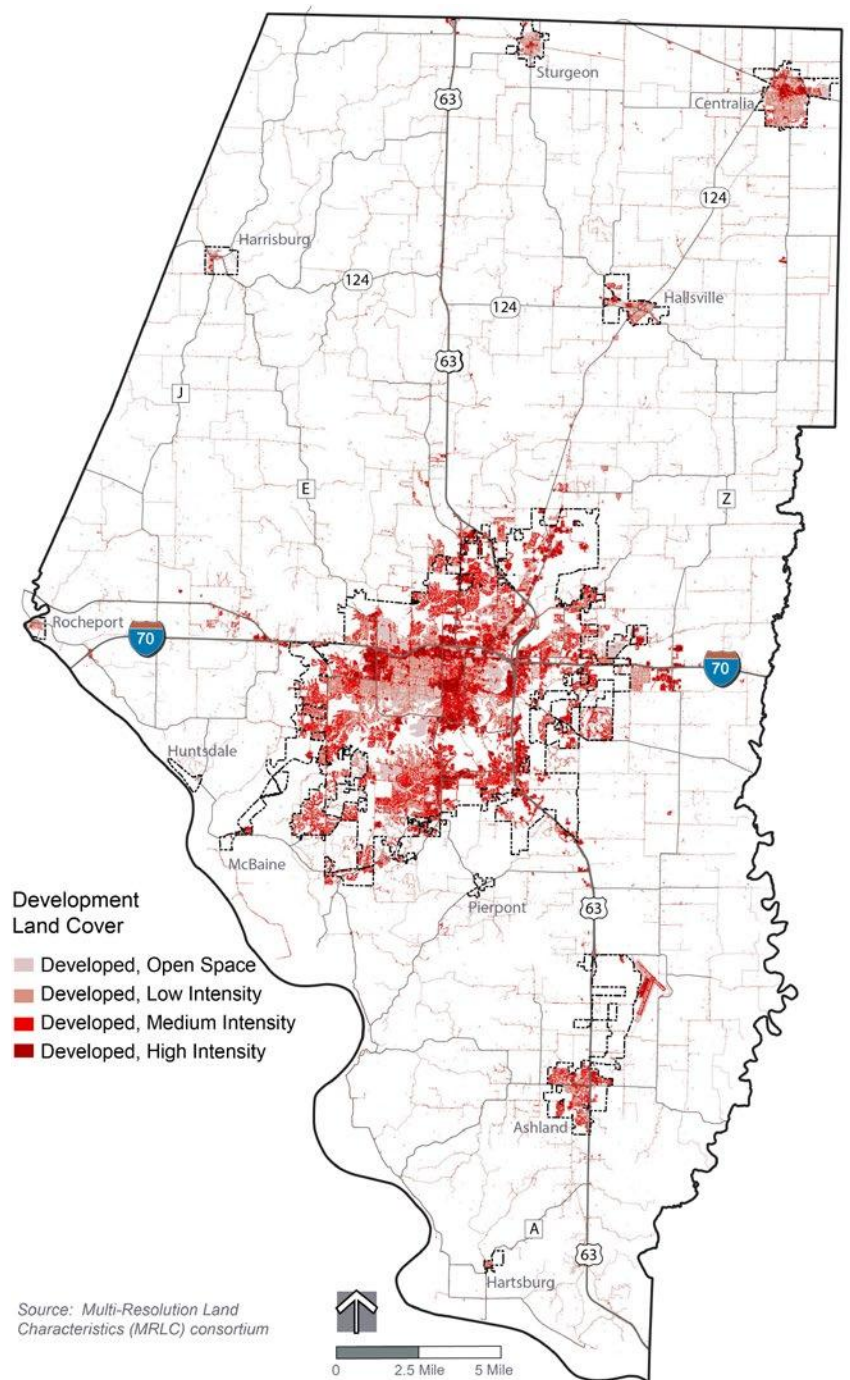 63
Sturgeon
Centralia
124
Harrisburg
124
124
Hallsville
63
J
E
Z
Rocheport
70
70
Huntsdale
McBaine
Pierpont
63
Development
Land Cover
Developed, Open Space
Developed, Low Intensity
Developed, Medium Intensity
Developed, High Intensity
Ashland
A
63
Hartsburg
Source: Multi-Resolution Land
Characteristics (MRLC) consortium
0 2.5 Mile 5 Mile